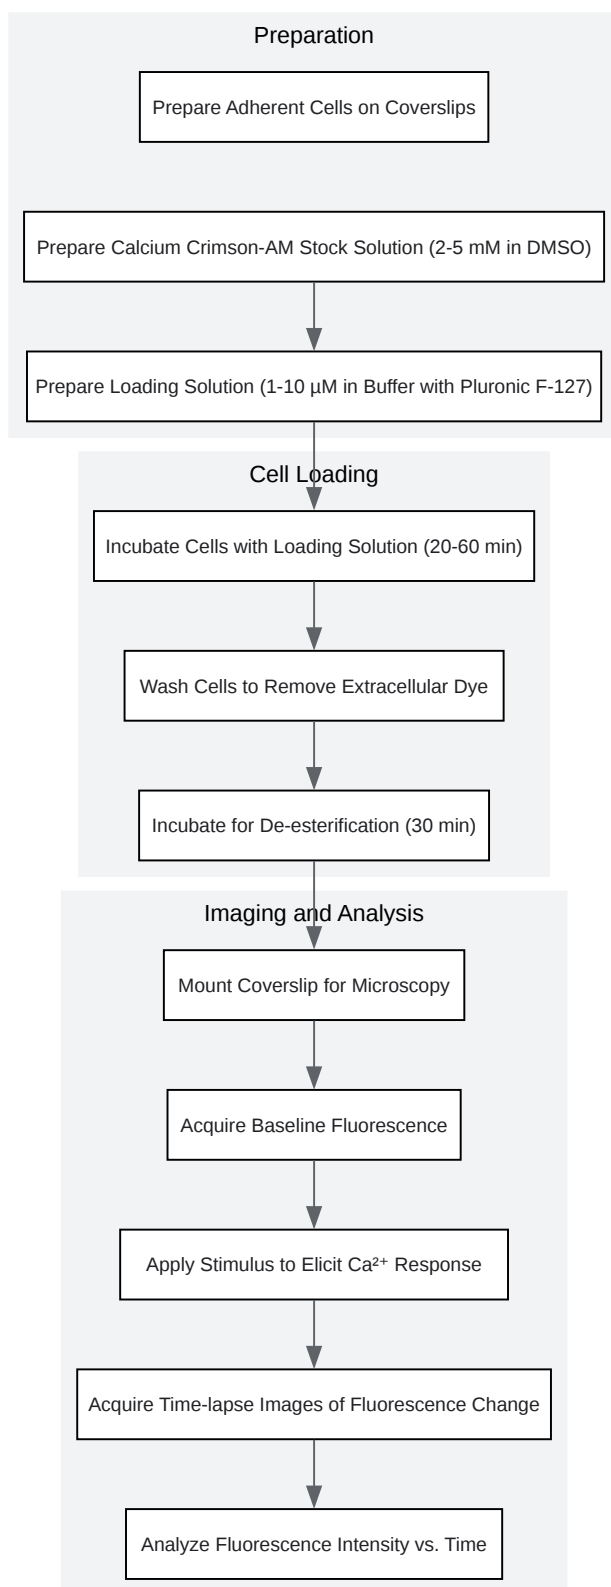 Preparation
Prepare Adherent Cells on Coverslips
Prepare Calcium Crimson-AM Stock Solution (2-5 mM in DMSO)
Prepare Loading Solution (1-10 µM in Buffer with Pluronic F-127)
Cell Loading
Incubate Cells with Loading Solution (20-60 min)
Wash Cells to Remove Extracellular Dye
Incubate for De-esterification (30 min)
Imaging and Analysis
Mount Coverslip for Microscopy
Acquire Baseline Fluorescence
Apply Stimulus to Elicit Ca²⁺ Response
Acquire Time-lapse Images of Fluorescence Change
Analyze Fluorescence Intensity vs. Time